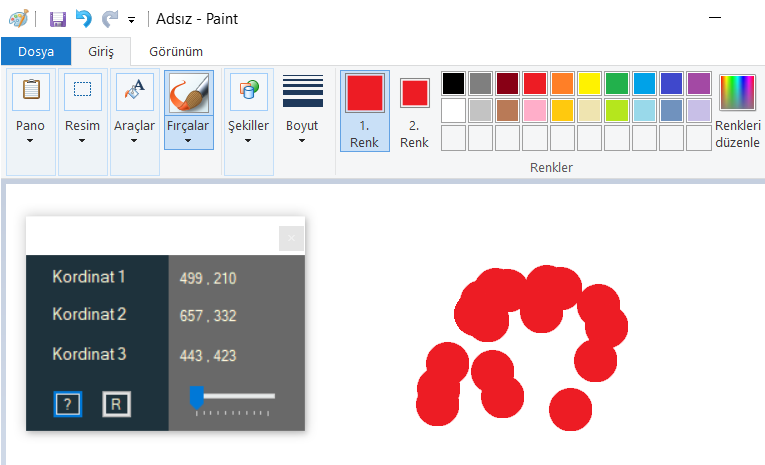 Adsız - Paint
Dosya Giriş Görünüm
Pano Resim Araçlar Fırçalar Şekiller Boyut 1. Renk 2. Renk Renkleri düzenle
Renkler
×
Kordinat 1 499 , 210
Kordinat 2 657 , 332
Kordinat 3 443 , 423
? R